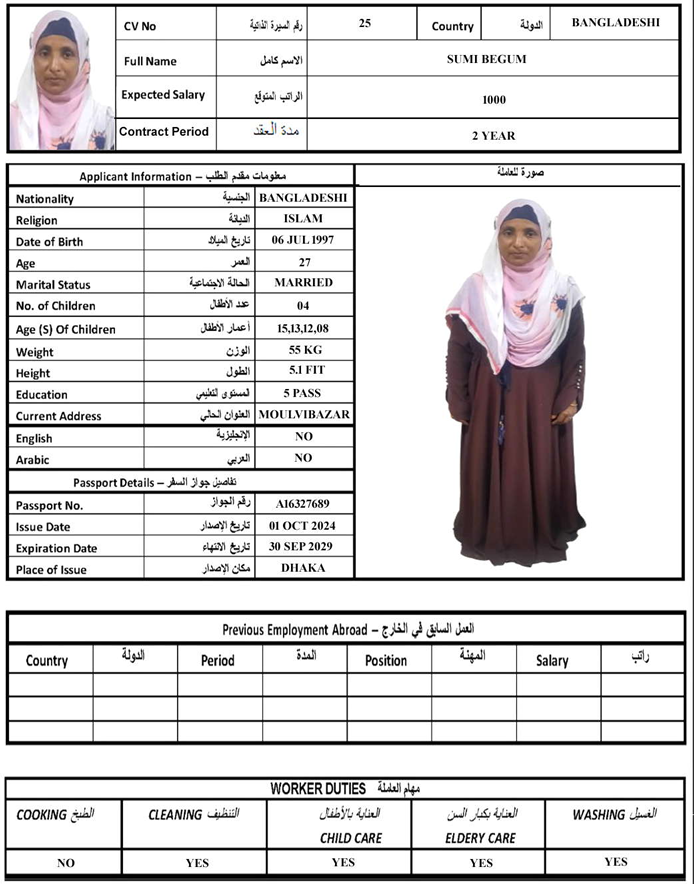 CV No رقم السيرة الذاتية 25 Country الدولة BANGLADESHI
Full Name الاسم كامل SUMI BEGUM
Expected Salary الراتب المتوقع 1000
Contract Period مدة العقد 2 YEAR
Applicant Information – معلومات مقدم الطلب
صورة للعاملة
Nationality الجنسية BANGLADESHI
Religion الديانة ISLAM
Date of Birth تاريخ الميلاد 06 JUL 1997
Age العمر 27
Marital Status الحالة الاجتماعية MARRIED
No. of Children عدد الأطفال 04
Age (S) Of Children أعمار الأطفال 15,13,12,08
Weight الوزن 55 KG
Height الطول 5.1 FIT
Education المستوى التعليمي 5 PASS
Current Address العنوان الحالي MOULVIBAZAR
English الإنجليزية NO
Arabic العربي NO
Passport Details – تفاصيل جواز السفر
Passport No. رقم الجواز A16327689
Issue Date تاريخ الإصدار 01 OCT 2024
Expiration Date تاريخ الانتهاء 30 SEP 2029
Place of Issue مكان الإصدار DHAKA
Previous Employment Abroad – العمل السابق في الخارج
Country الدولة Period المدة Position المهنة Salary راتب
WORKER DUTIES مهام العاملة
COOKING الطبخ CLEANING التنظيف العناية بالأطفال العناية بكبار السن WASHING الغسيل
CHILD CARE ELDERY CARE
NO YES YES YES YES